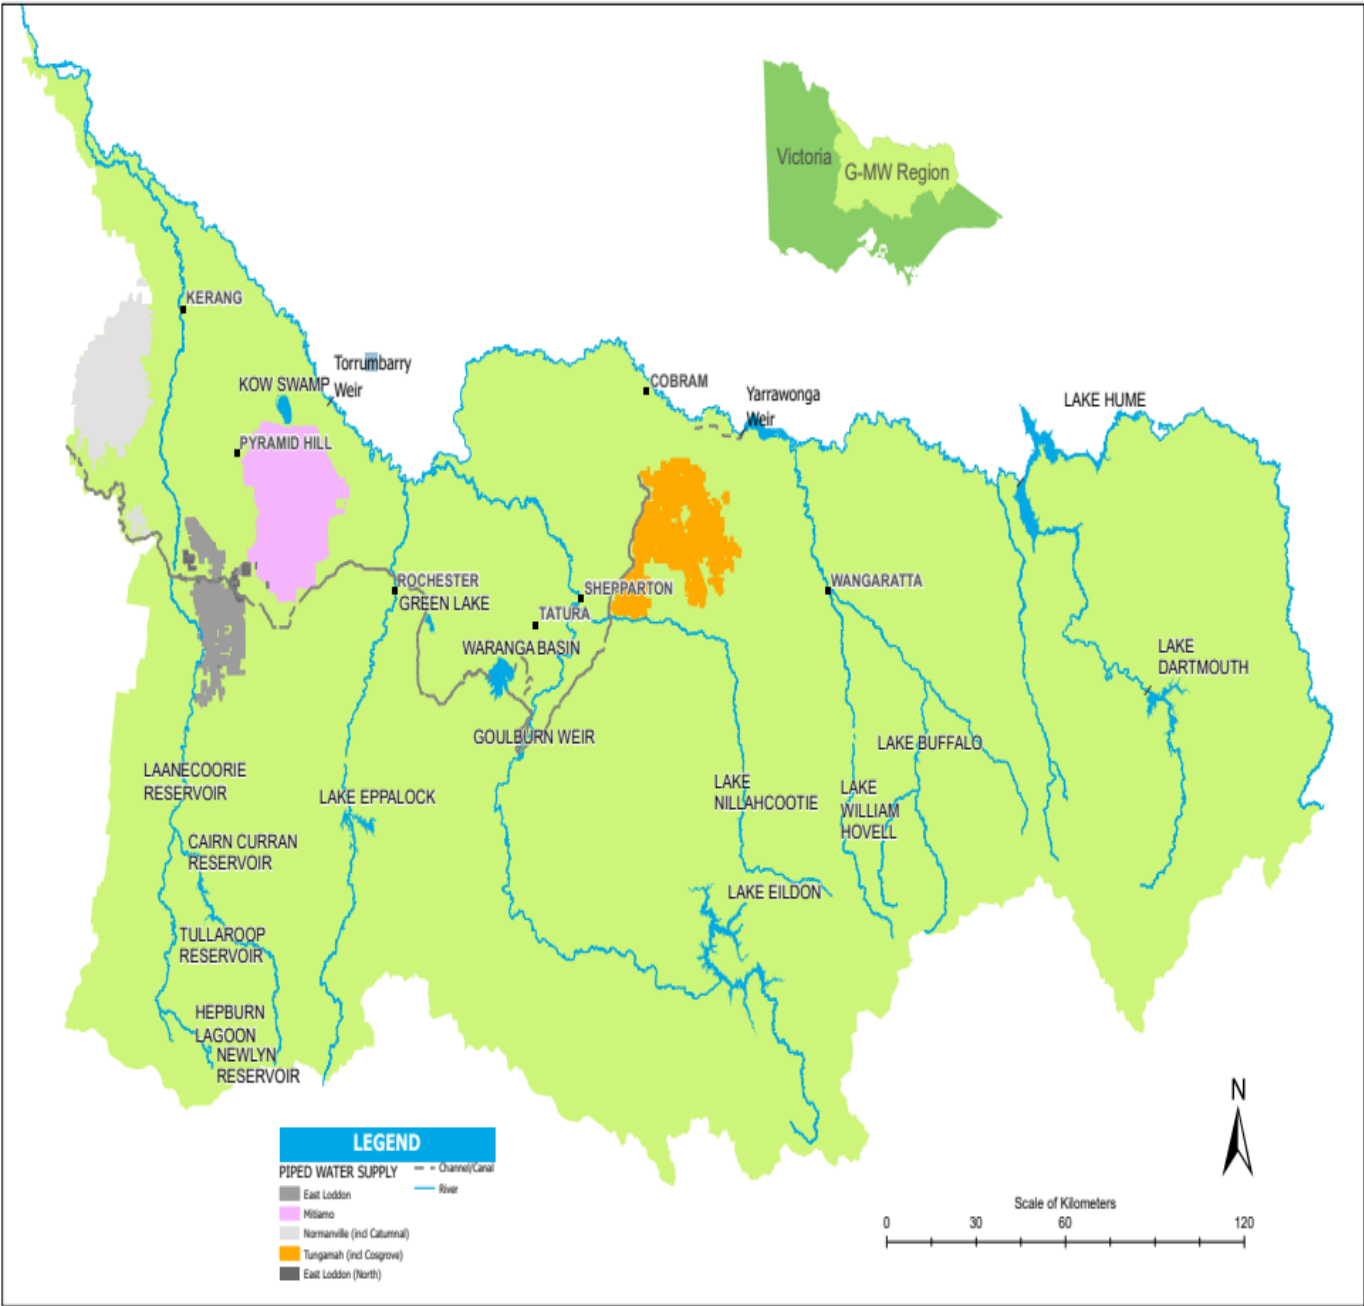 Victoria
G-MW Region
KERANG
Torrumbarry
Weir
KOW SWAMP
COBRAM
Yarrawonga
Weir
LAKE HUME
PYRAMID HILL
ROCHESTER
GREEN LAKE
SHEPPARTON
TATURA
WANGARATTA
WARANGA BASIN
LAKE
DARTMOUTH
GOULBURN WEIR
LAKE BUFFALO
LAANECOORIE
RESERVOIR
LAKE EPPALOCK
LAKE
NILLAHCOOTIE
LAKE
WILLIAM
HOVELL
CAIRN CURRAN
RESERVOIR
LAKE EILDON
TULLAROOP
RESERVOIR
HEPBURN
LAGOON
NEWLYN
RESERVOIR
N
LEGEND
PIPED WATER SUPPLY
Channel/Canal
River
East Loddon
Mitiamo
Normanville (incl Catumnal)
Tungamah (incl Cosgrove)
East Loddon (North)
Scale of Kilometers
0 30 60 120